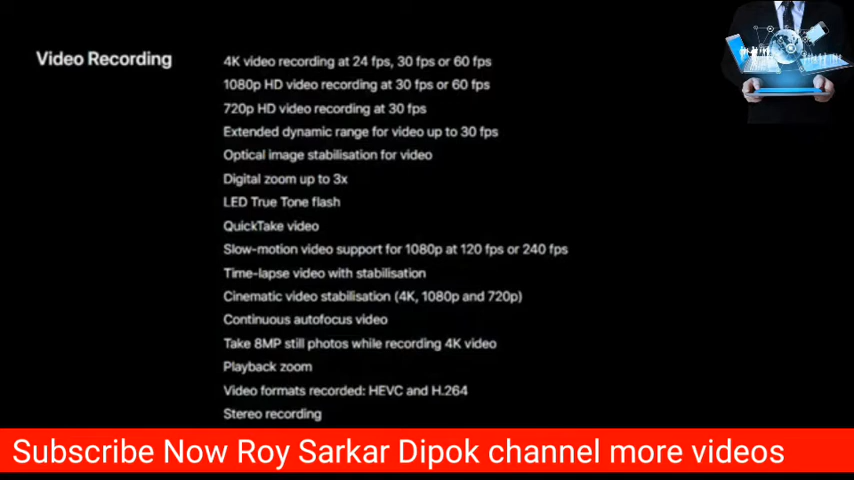 Video Recording
4K video recording at 24 fps, 30 fps or 60 fps
1080p HD video recording at 30 fps or 60 fps
720p HD video recording at 30 fps
Extended dynamic range for video up to 30 fps
Optical image stabilisation for video
Digital zoom up to 3x
LED True Tone flash
QuickTake video
Slow-motion video support for 1080p at 120 fps or 240 fps
Time-lapse video with stabilisation
Cinematic video stabilisation (4K, 1080p and 720p)
Continuous autofocus video
Take 8MP still photos while recording 4K video
Playback zoom
Video formats recorded: HEVC and H.264
Stereo recording
Subscribe Now Roy Sarkar Dipok channel more videos